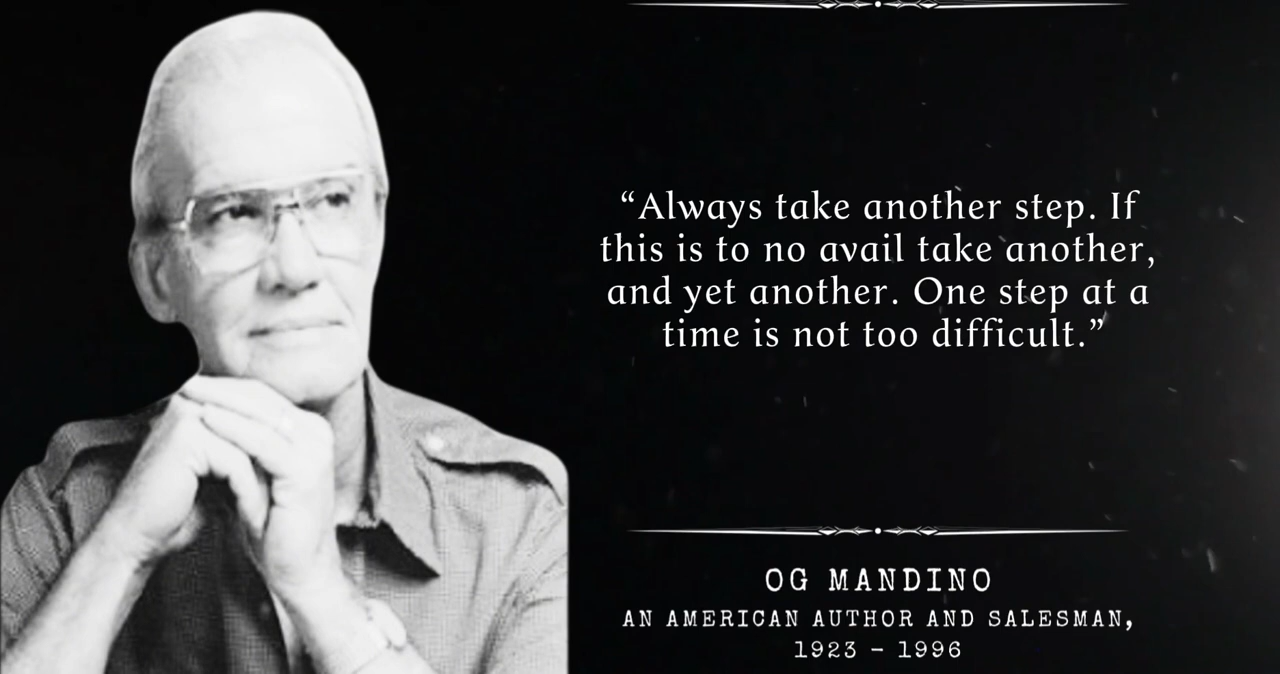 “Always take another step. If
this is to no avail take another,
and yet another. One step at a
time is not too difficult.”
OG MANDINO
AN AMERICAN AUTHOR AND SALESMAN,
1923 – 1996